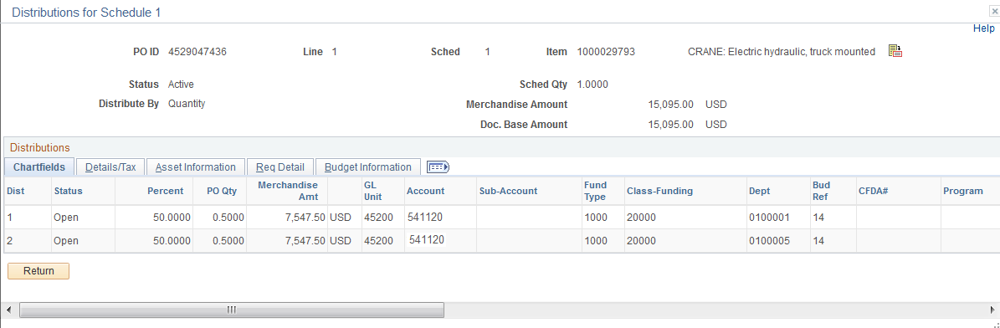 Distributions for Schedule 1
Help
PO ID 4529047436 Line 1 Sched 1 Item 1000029793 CRANE: Electric hydraulic, truck mounted
Status Active Sched Qty 1.0000
Distribute By Quantity Merchandise Amount 15,095.00 USD
Doc. Base Amount 15,095.00 USD
Distributions
Chartfields Details/Tax Asset Information Req Detail Budget Information
Dist Status Percent PO Qty Merchandise Amt GL Unit Account Sub-Account Fund Type Class-Funding Dept Bud Ref CFDA# Program
1 Open 50.0000 0.5000 7,547.50 USD 45200 541120 1000 20000 0100001 14
2 Open 50.0000 0.5000 7,547.50 USD 45200 541120 1000 20000 0100005 14
Return